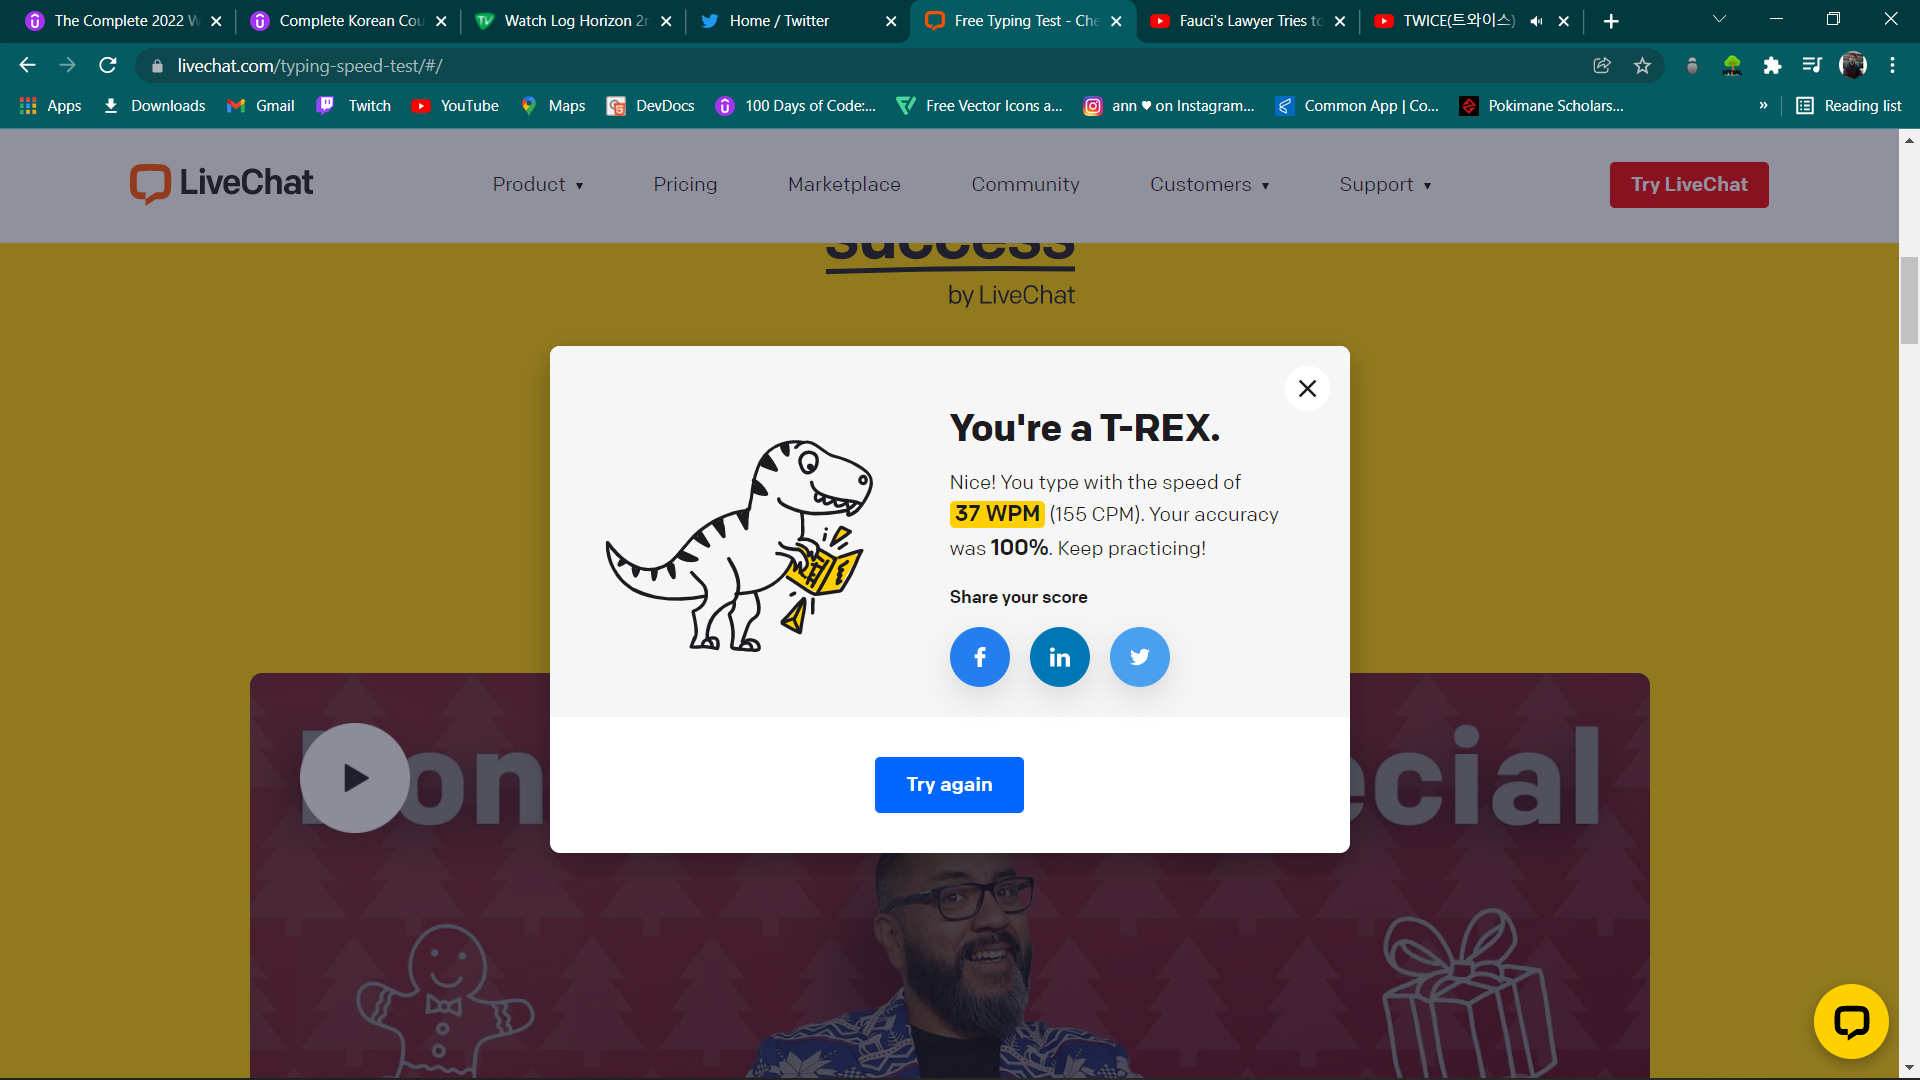 The Complete 2022 W
Complete Korean Cou
Watch Log Horizon 2n
Home / Twitter
Free Typing Test - Che
Fauci's Lawyer Tries to
TWICE(트와이스)
livechat.com/typing-speed-test/#/
Apps
Downloads
Gmail
Twitch
YouTube
Maps
DevDocs
100 Days of Code:...
Free Vector Icons a...
ann ♥ on Instagram...
Common App | Co...
Pokimane Scholars...
»
Reading list
LiveChat
Product ▾
Pricing
Marketplace
Community
Customers ▾
Support ▾
Try LiveChat
success
by LiveChat
You're a T-REX.
Nice! You type with the speed of
37 WPM (155 CPM). Your accuracy
was 100%. Keep practicing!
Share your score
f
in
Try again